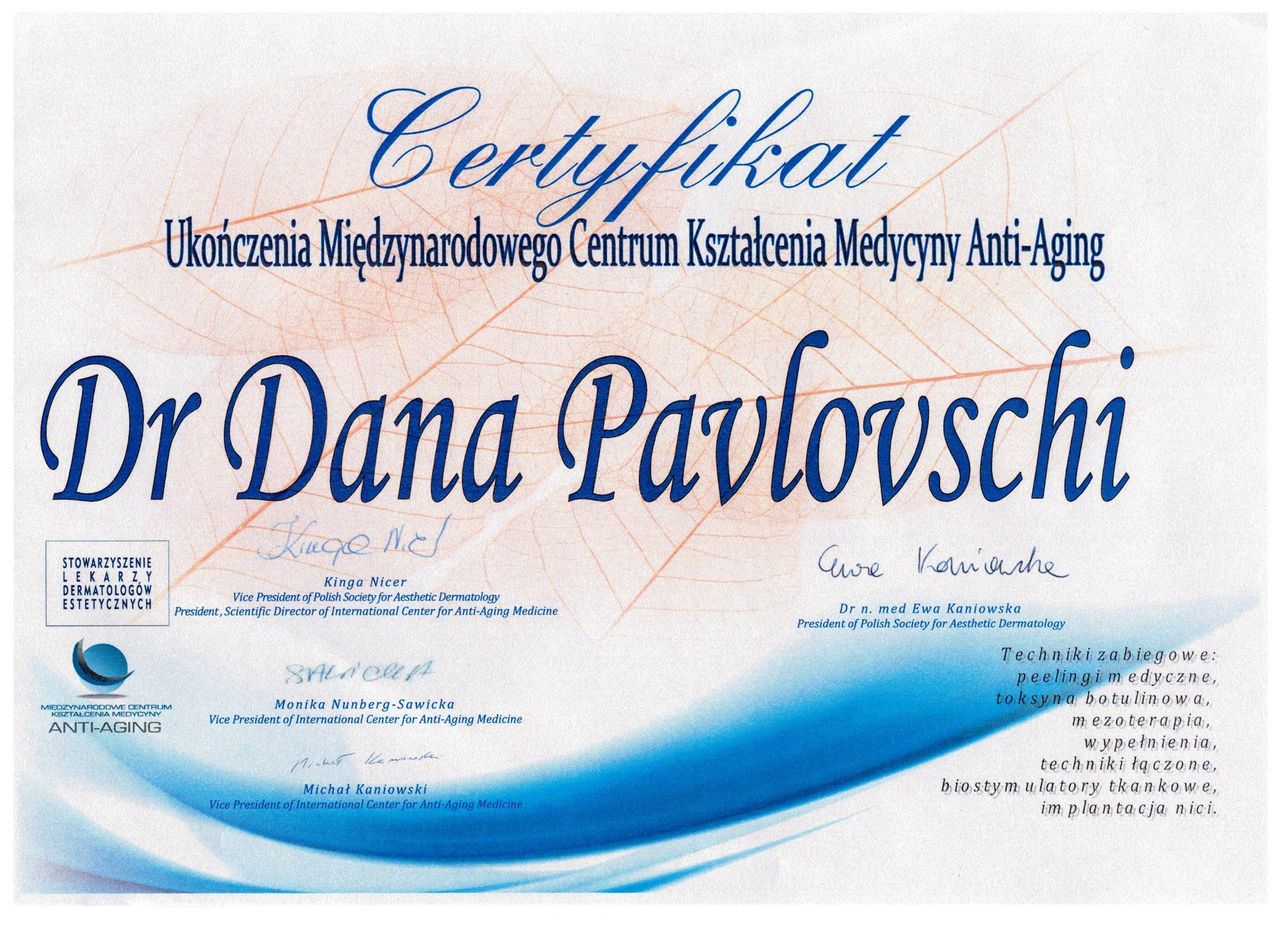 Certyfikat
Ukończenia Międzynarodowego Centrum Kształcenia Medycyny Anti-Aging
Dr Dana Pavlovschi
Kinga Nicer
Kinga Nicer
Vice President of Polish Society for Aesthetic Dermatology
President, Scientific Director of International Center for Anti-Aging Medicine
STOWARZYSZENIE
LEKARZY
DERMATOLOGÓW
ESTETYCZNYCH
Ewa Kaniowska
Dr n. med Ewa Kaniowska
President of Polish Society for Aesthetic Dermatology
MIĘDZYNARODOWE CENTRUM
KSZTAŁCENIA MEDYCYNY
ANTI-AGING
Monika Nunberg-Sawicka
Vice President of International Center for Anti-Aging Medicine
Michał Kaniowski
Vice President of International Center for Anti-Aging Medicine
Techniki zabiegowe:
peelingi medyczne,
toksyna botulinowa,
mezoterapia,
wypełnienia,
techniki łączone,
biostymulatory tkankowe,
implantacja nici.